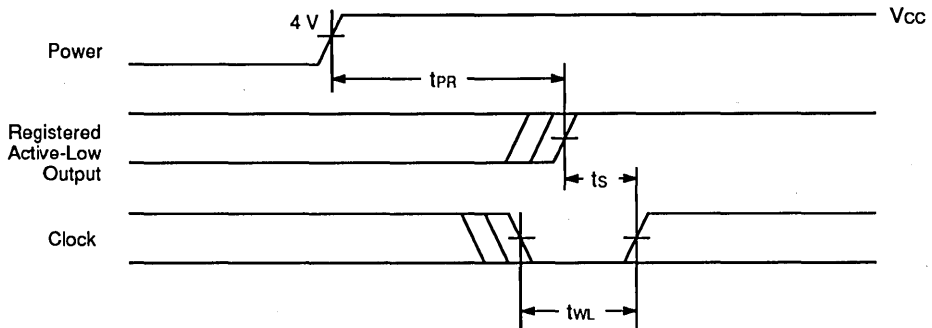 4 V
VCC
Power
tPR
Registered
Active-Low
Output
tS
Clock
tWL